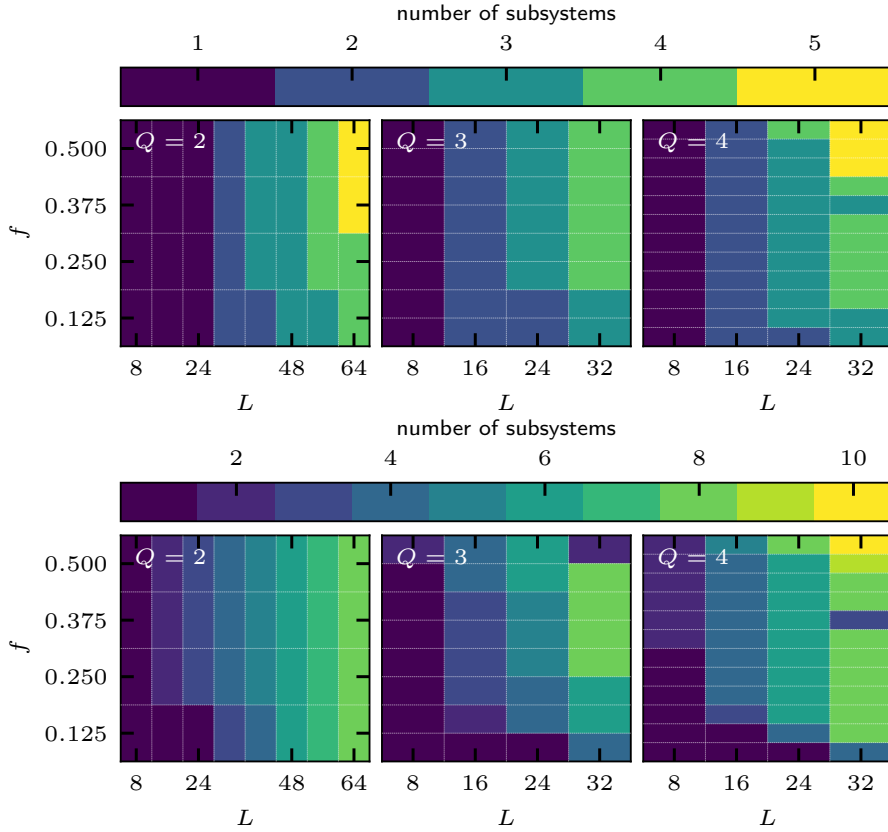 number of subsystems
1 2 3 4 5
Q = 2 Q = 3 Q = 4
0.500
0.375
f
0.250
0.125
8 24 48 64 8 16 24 32 8 16 24 32
L L L
number of subsystems
2 4 6 8 10
Q = 2 Q = 3 Q = 4
0.500
0.375
f
0.250
0.125
8 24 48 64 8 16 24 32 8 16 24 32
L L L